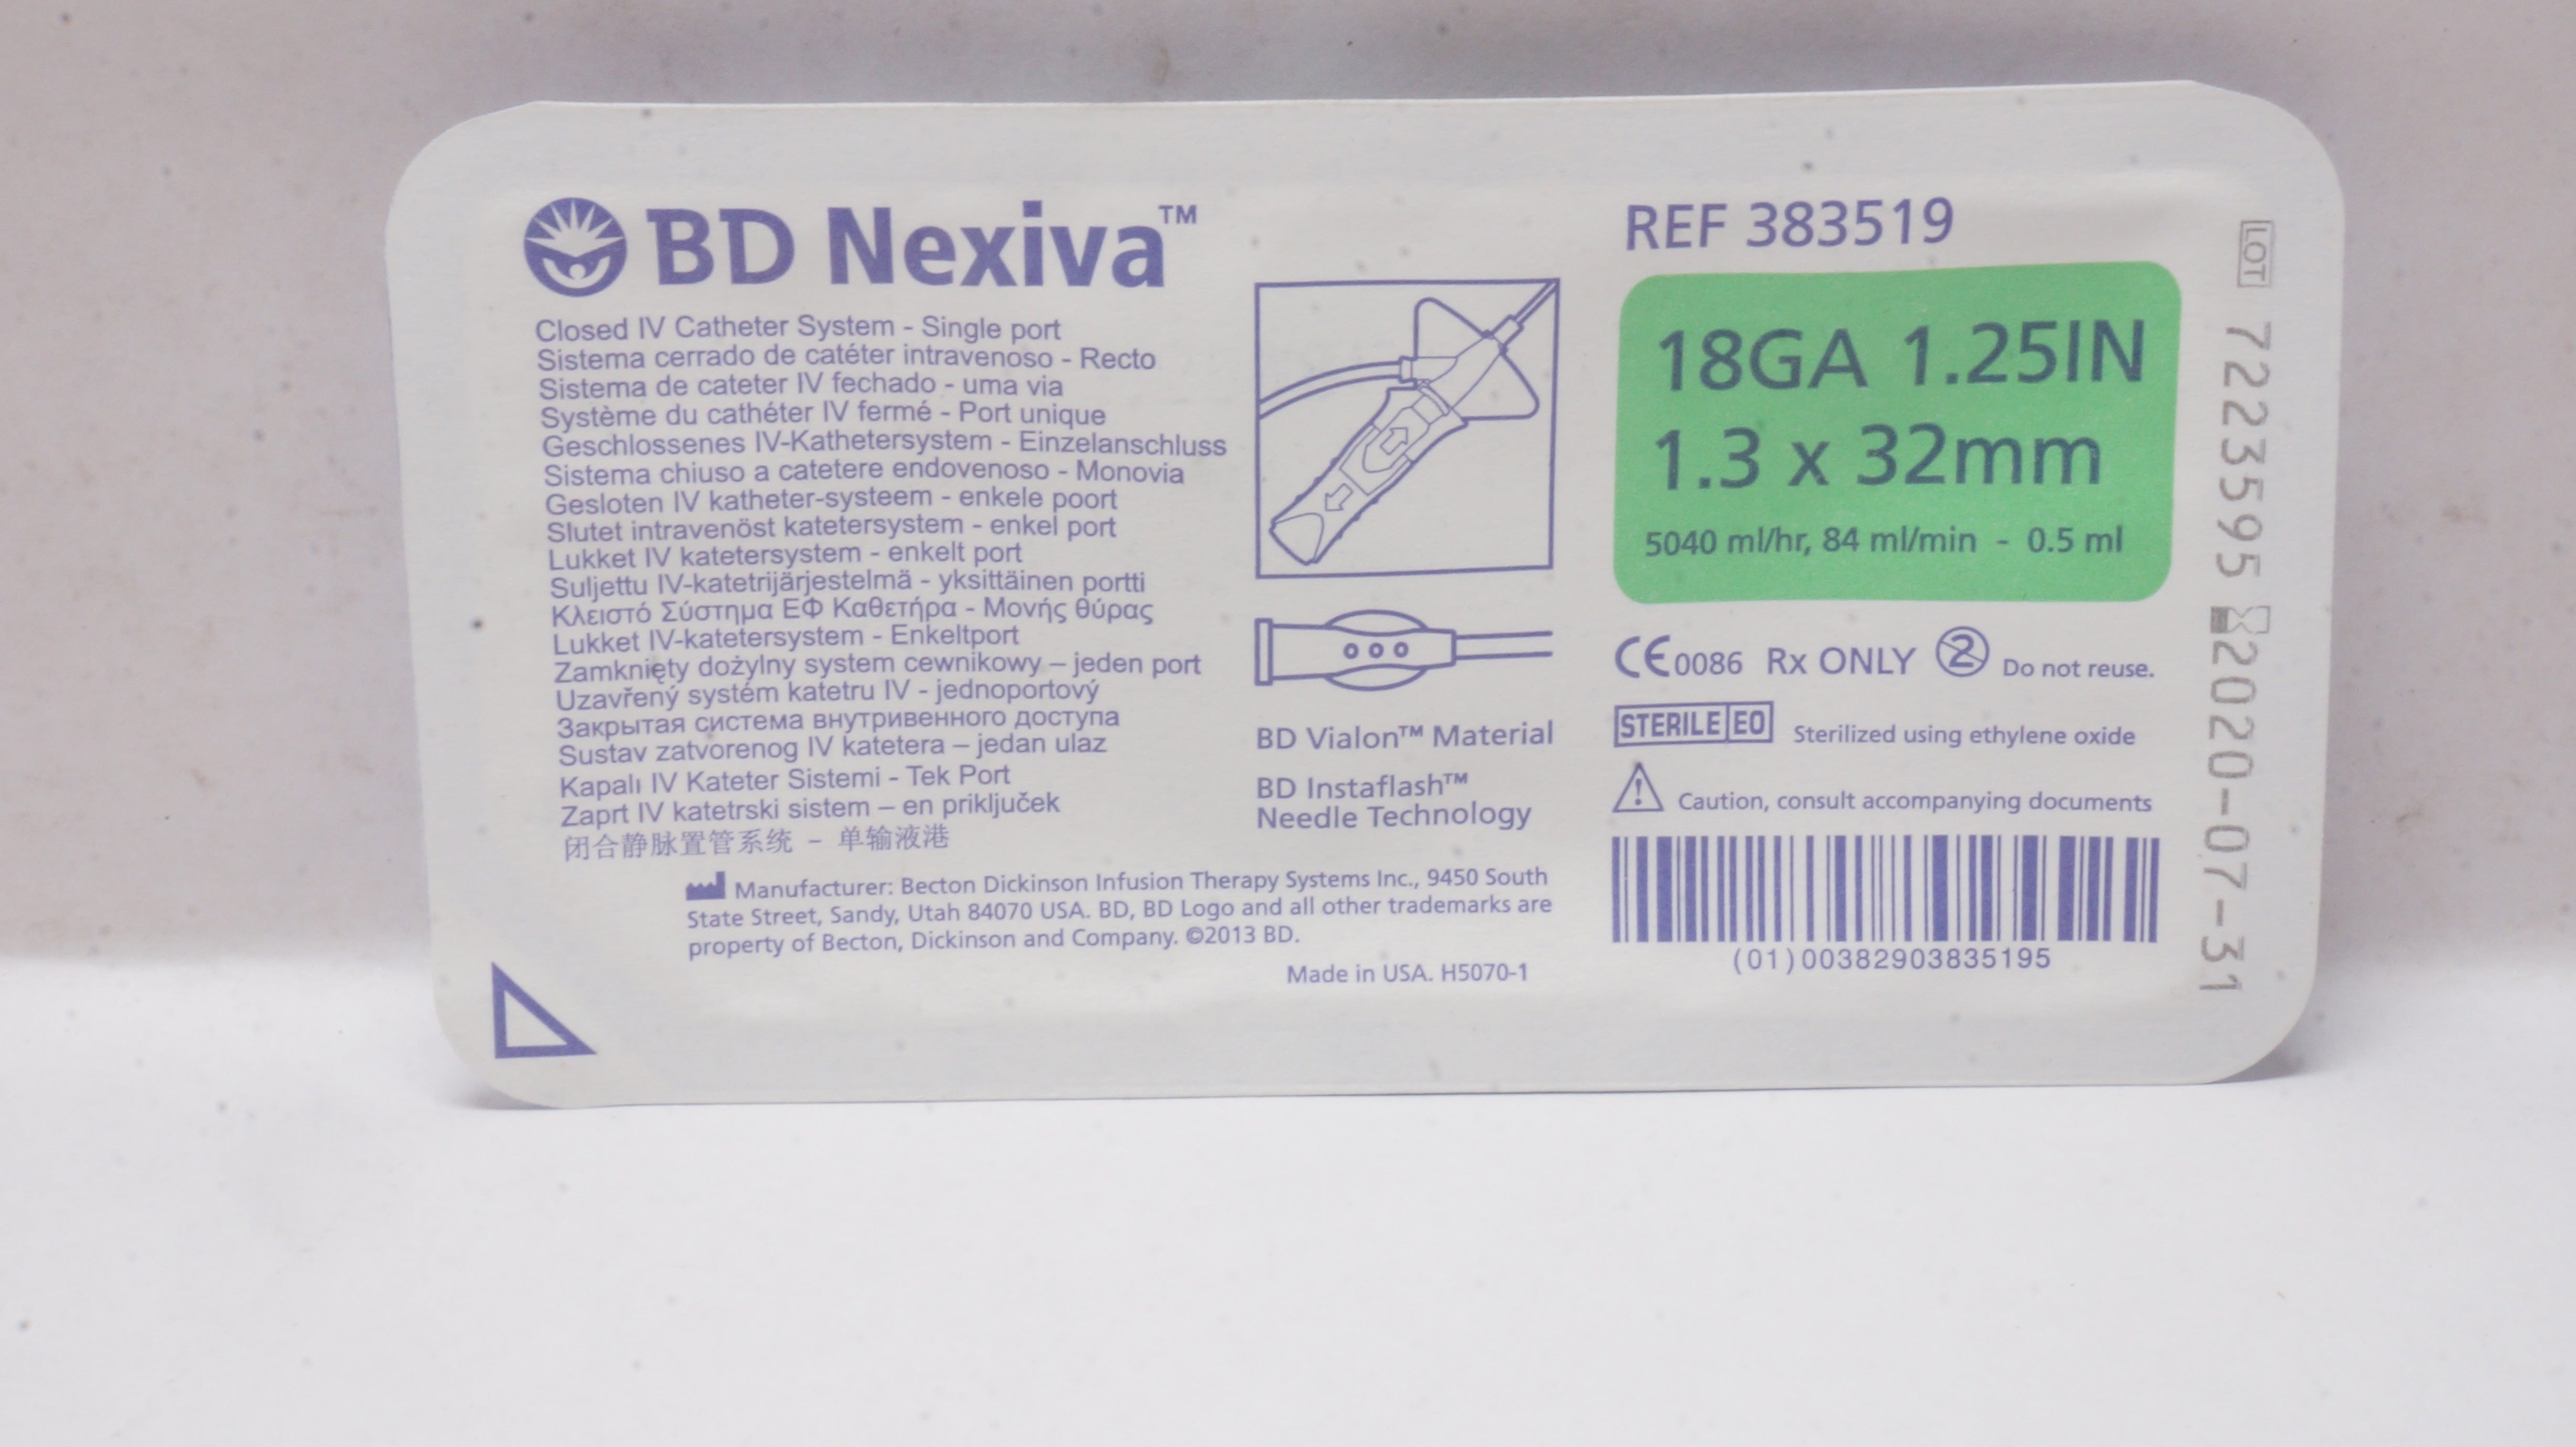 BD Nexiva™
Closed IV Catheter System - Single port
Sistema cerrado de catéter intravenoso - Recto
Sistema de cateter IV fechado - uma via
Système du cathéter IV fermé - Port unique
Geschlossenes IV-Kathetersystem - Einzelanschluss
Sistema chiuso a catetere endovenoso - Monovia
Gesloten IV katheter-systeem - enkele poort
Slutet intravenöst katetersystem - enkel port
Lukket IV katetersystem - enkelt port
Suljettu IV-katetrijärjestelmä - yksittäinen portti
Κλειστό Σύστημα ΕΦ Καθετήρα - Μονής θύρας
Lukket IV-katetersystem - Enkeltport
Zamknięty dożylny system cewnikowy – jeden port
Uzavřený systém katetru IV - jednoportový
Закрытая система внутривенного доступа
Sustav zatvorenog IV katetera – jedan ulaz
Kapalı IV Kateter Sistemi - Tek Port
Zaprt IV katetrski sistem – en priključek
闭合静脉置管系统 - 单输液港
BD Vialon™ Material
BD Instaflash™
Needle Technology
Manufacturer: Becton Dickinson Infusion Therapy Systems Inc., 9450 South
State Street, Sandy, Utah 84070 USA. BD, BD Logo and all other trademarks are
property of Becton, Dickinson and Company. ©2013 BD.
Made in USA. H5070-1
REF 383519
18GA 1.25IN
1.3 x 32mm
5040 ml/hr, 84 ml/min - 0.5 ml
CE 0086 Rx ONLY 2 Do not reuse.
STERILE EO Sterilized using ethylene oxide
Caution, consult accompanying documents
(01)00382903835195
LOT 7223595 2020-07-31